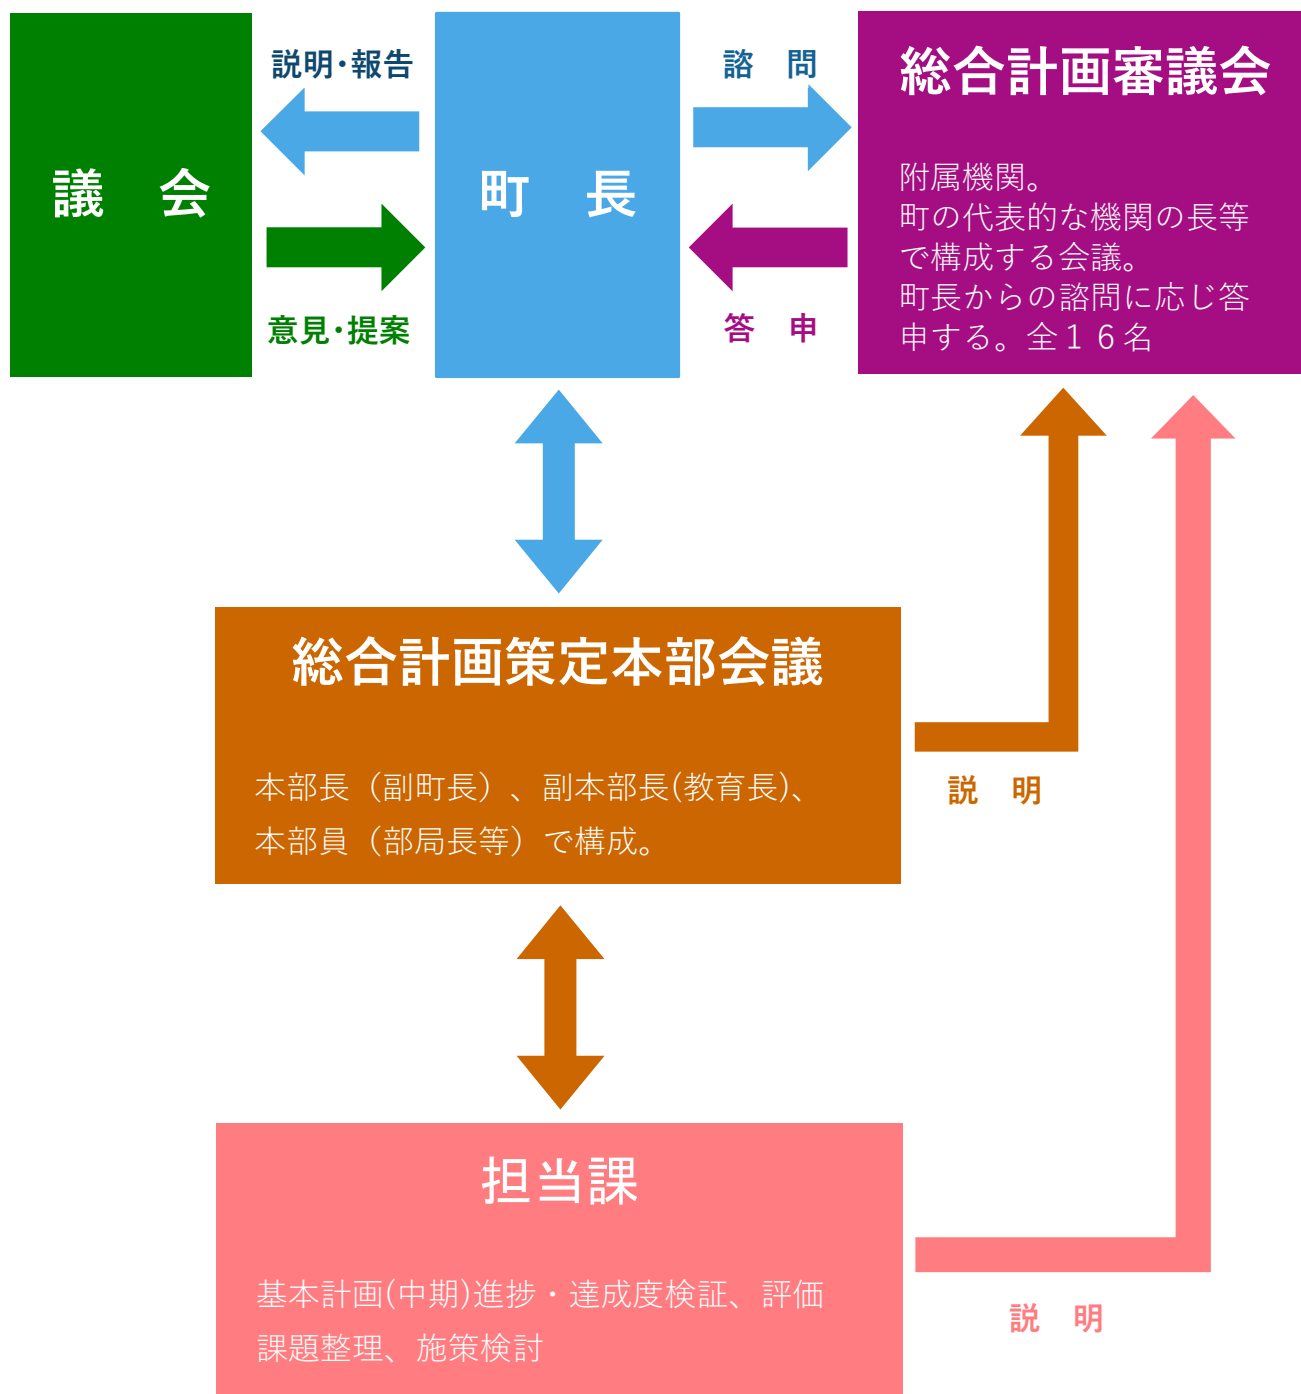 議　会
説明・報告
意見・提案
町　長
諮　問
答　申
総合計画審議会
附属機関。
町の代表的な機関の長等
で構成する会議。
町長からの諮問に応じ答
申する。全１６名
総合計画策定本部会議
本部長（副町長）、副本部長(教育長)、
本部員（部局長等）で構成。
説　明
担当課
基本計画(中期)進捗・達成度検証、評価
課題整理、施策検討
説　明